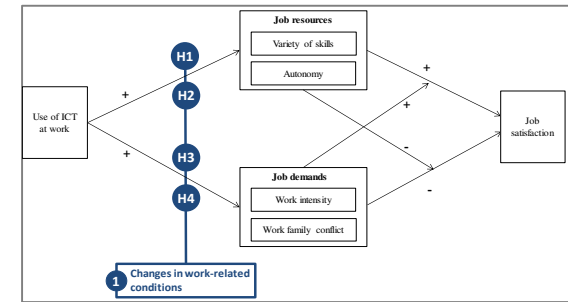 Job resources
Variety of skills
Autonomy
H1
H2
H3
H4
+
+
+
+
-
-
Use of ICT
at work
Job
satisfaction
Job demands
Work intensity
Work family conflict
1
Changes in work-related
conditions